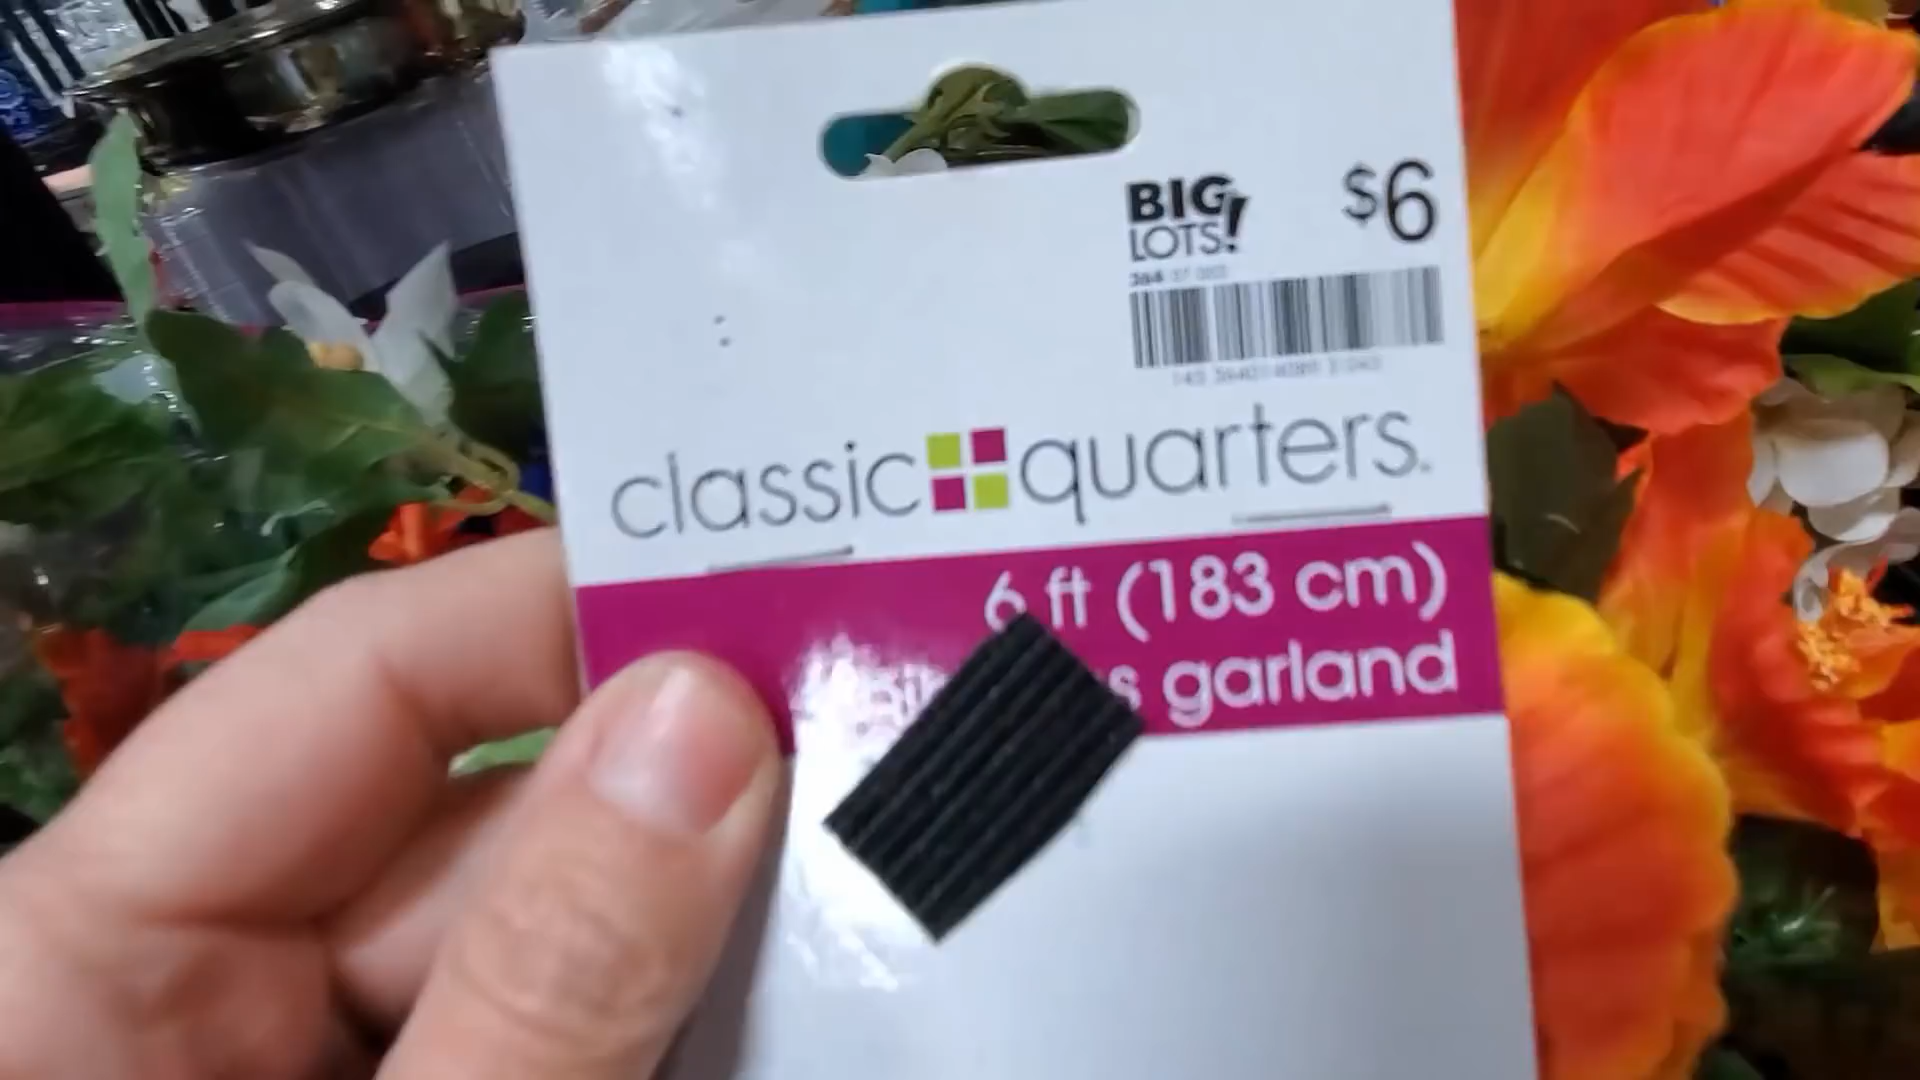 BIG
LOTS!
$6
classic quarters.
6 ft (183 cm)
garland